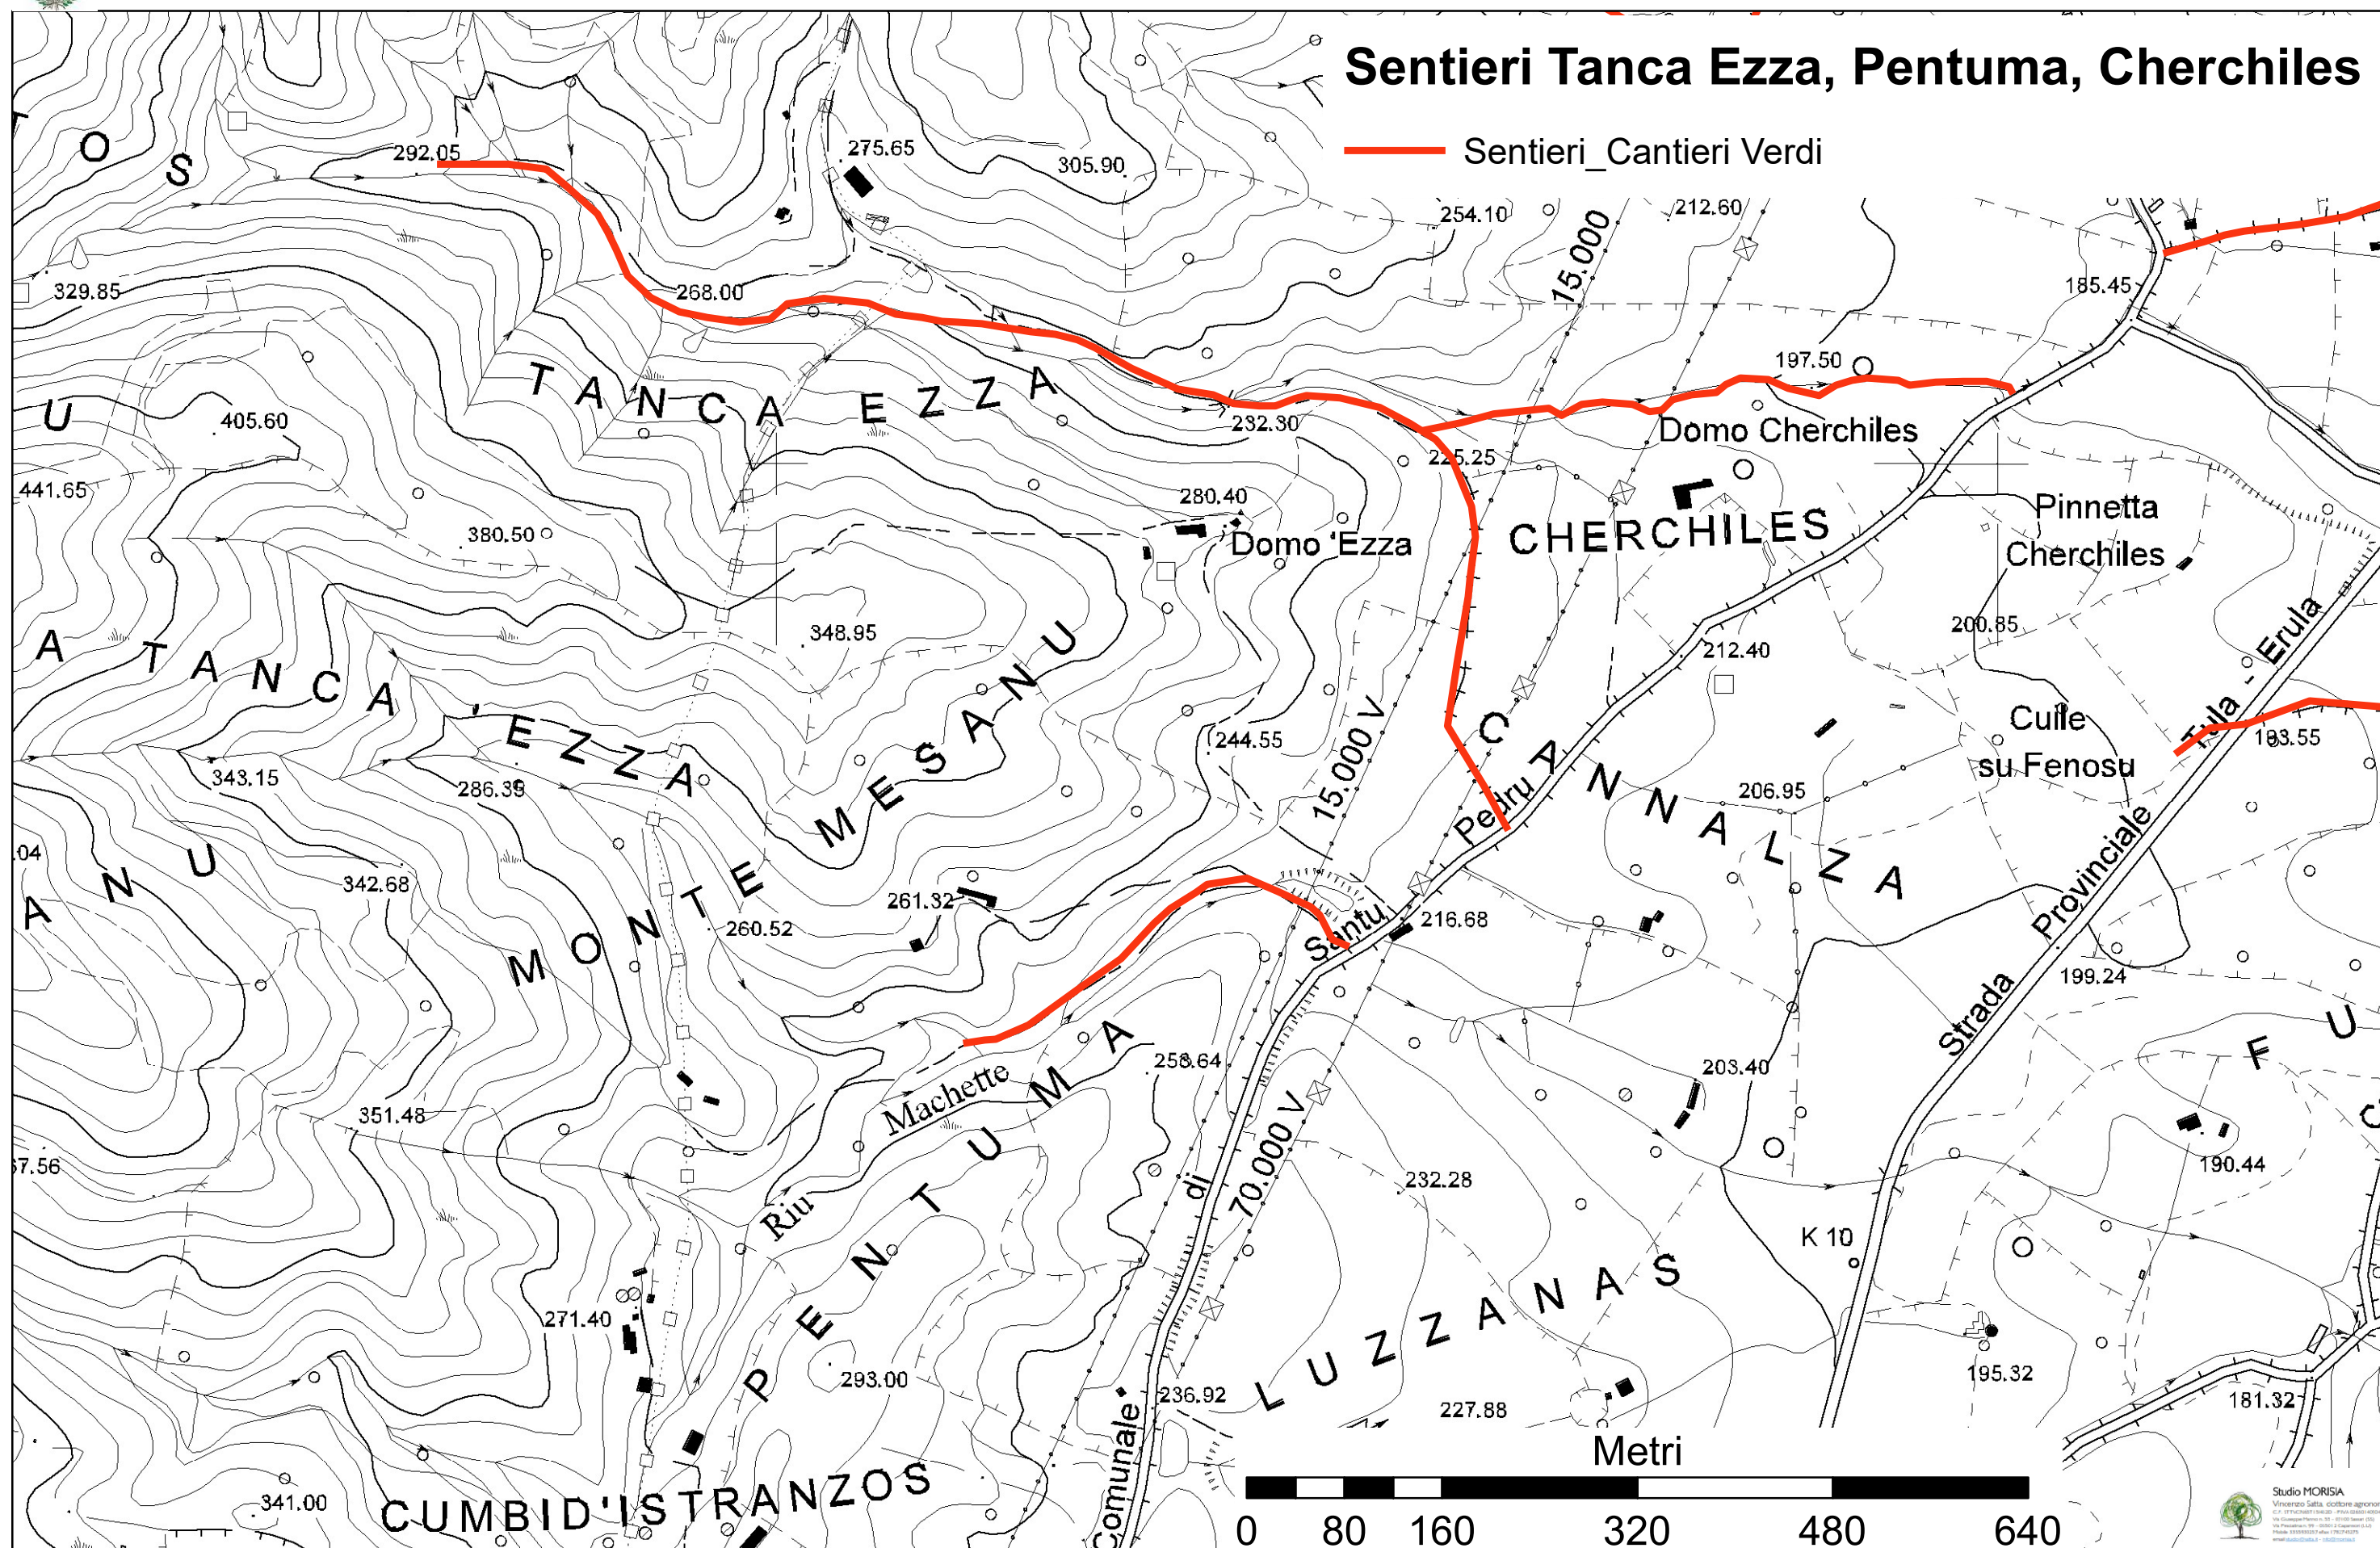 Sentieri Tanca Ezza, Pentuma, Cherchiles
Sentieri_Cantieri Verdi
T O S
292.05
275.65
305.90
254.10
15.000
212.60
185.45
329.85
268.00
197.50
TANCA EZZA
U
405.60
232.30
Domo Cherchiles
225.25
441.65
280.40
380.50
Domo 'Ezza
CHERCHILES
Pinnetta
Cherchiles
348.95
200.85
212.40
A TANCA 'EZZA
MONTE MESANU
Strada Provinciale Tula - Erula
Cuile
su Fenosu
193.55
244.55
15.000 V
343.15
286.39
CANNALZA
206.95
Comunale di Santu Pedru
.04
ANU
342.68
261.32
260.52
216.68
199.24
F U
258.64
203.40
Riu Machette
PENTUMA
351.48
70.000 V
232.28
190.44
K 10
LUZZANAS
271.40
293.00
236.92
227.88
195.32
181.32
341.00
CUMBID'ISTRANZOS
Metri
0 80 160 320 480 640
Studio MORISIA